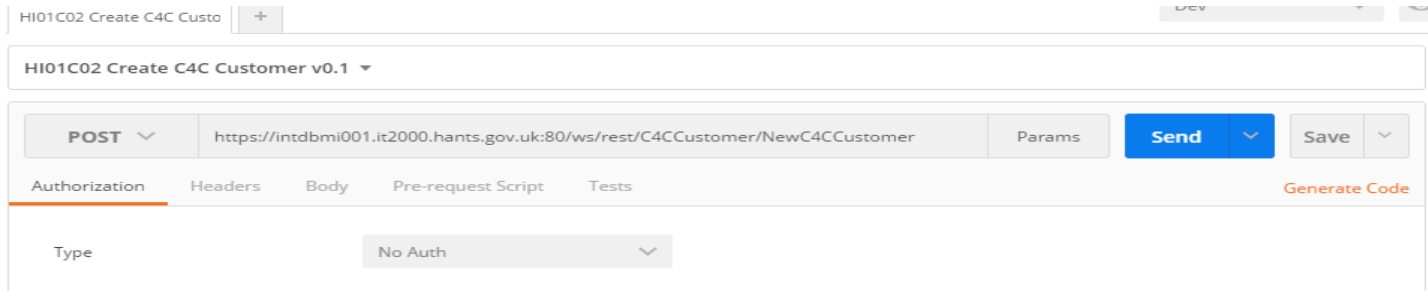 HI01C02 Create C4C Custo +
Dev
HI01C02 Create C4C Customer v0.1
POST https://intdbmi001.it2000.hants.gov.uk:80/ws/rest/C4CCustomer/NewC4CCustomer Params Send Save
Authorization Headers Body Pre-request Script Tests Generate Code
Type No Auth